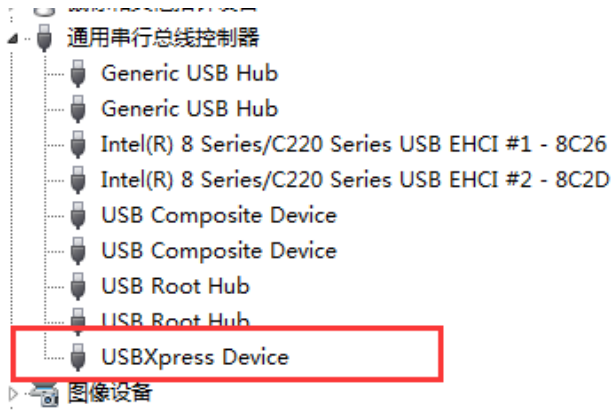 通用串行总线控制器
Generic USB Hub
Generic USB Hub
Intel(R) 8 Series/C220 Series USB EHCI #1 - 8C26
Intel(R) 8 Series/C220 Series USB EHCI #2 - 8C2D
USB Composite Device
USB Composite Device
USB Root Hub
USB Root Hub
USBXpress Device
图像设备